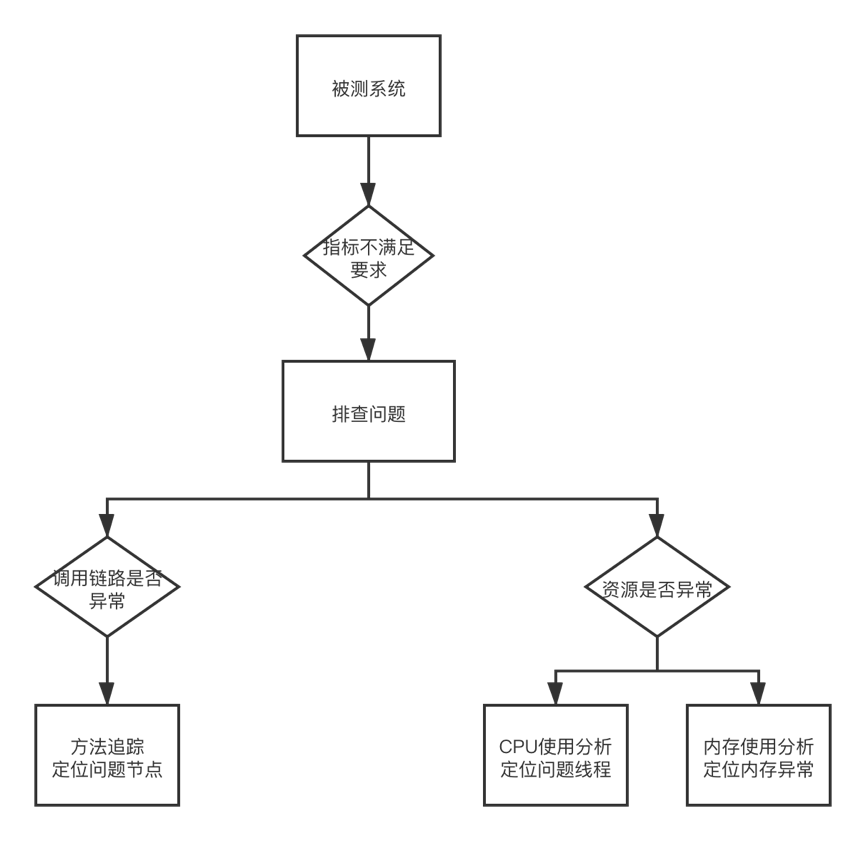 被测系统
指标不满足
要求
排查问题
调用链路是否
异常
资源是否异常
方法追踪
定位问题节点
CPU使用分析
定位问题线程
内存使用分析
定位内存异常